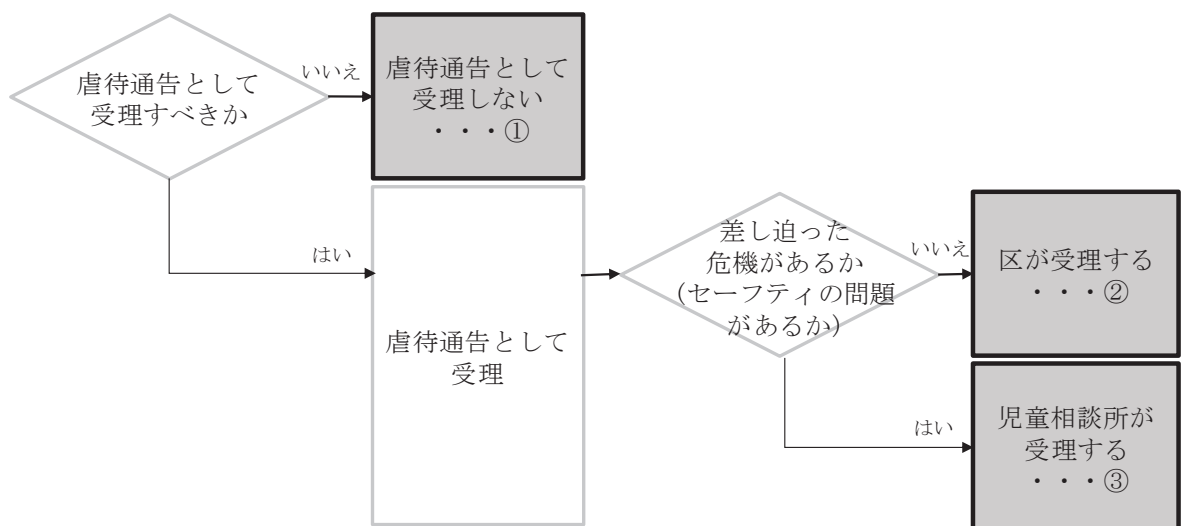 虐待通告として
受理すべきか
いいえ
虐待通告として
受理しない
・・・①
はい
虐待通告として
受理
差し迫った
危機があるか
（セーフティの問題
があるか）
いいえ
区が受理する
・・・②
はい
児童相談所が
受理する
・・・③